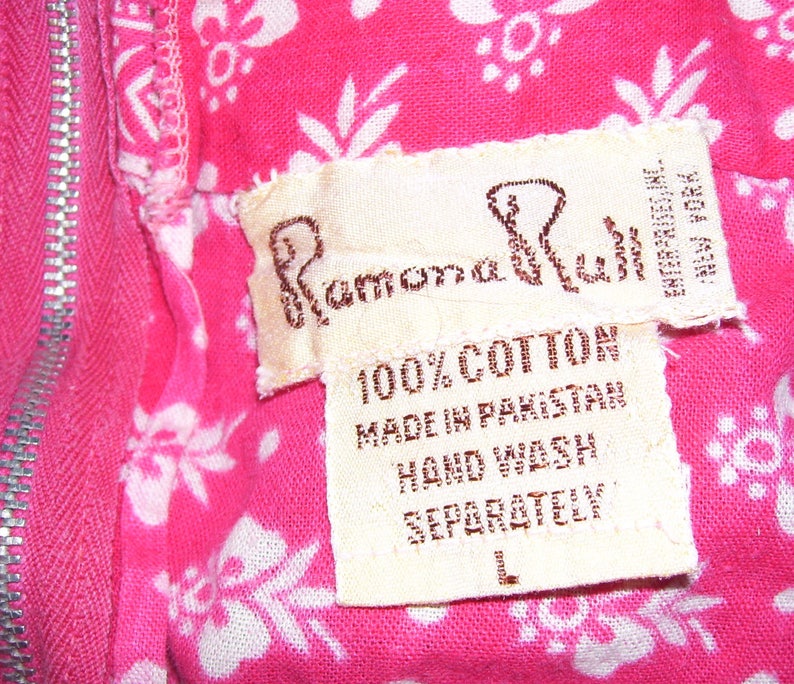 Ramona Rull
ENTERPRISES, INC.
NEW YORK
100% COTTON
MADE IN PAKISTAN
HAND WASH
SEPARATELY
L